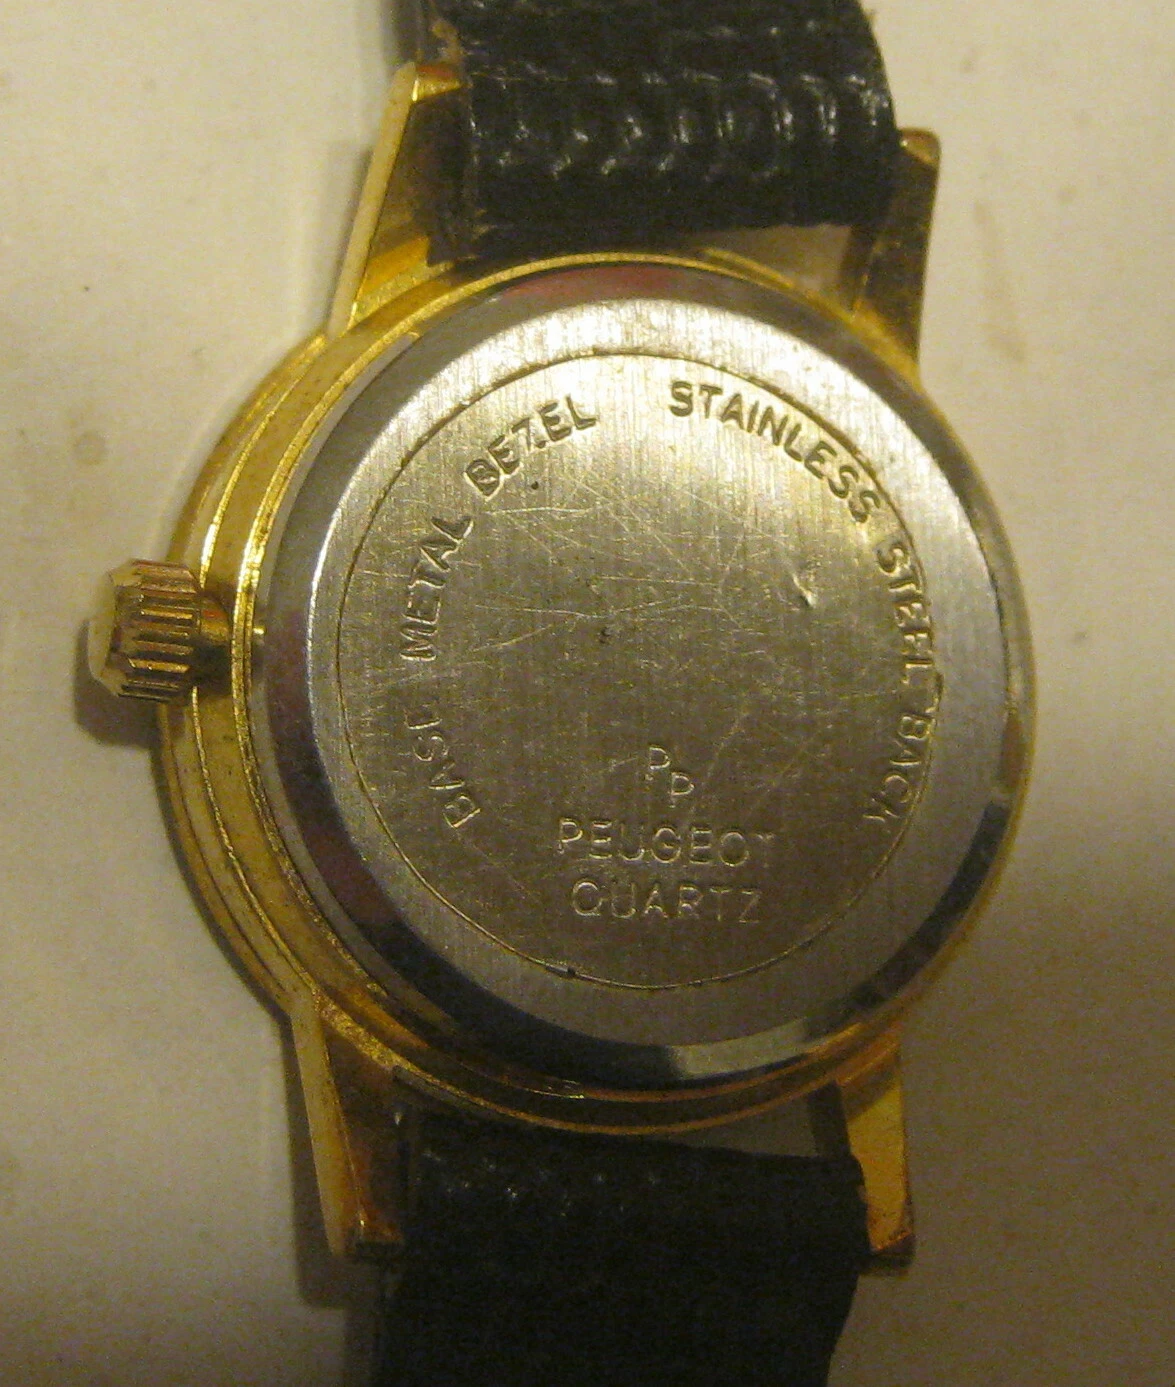 BASE METAL BEZEL
STAINLESS STEEL BACK
PP
PEUGEOT
QUARTZ